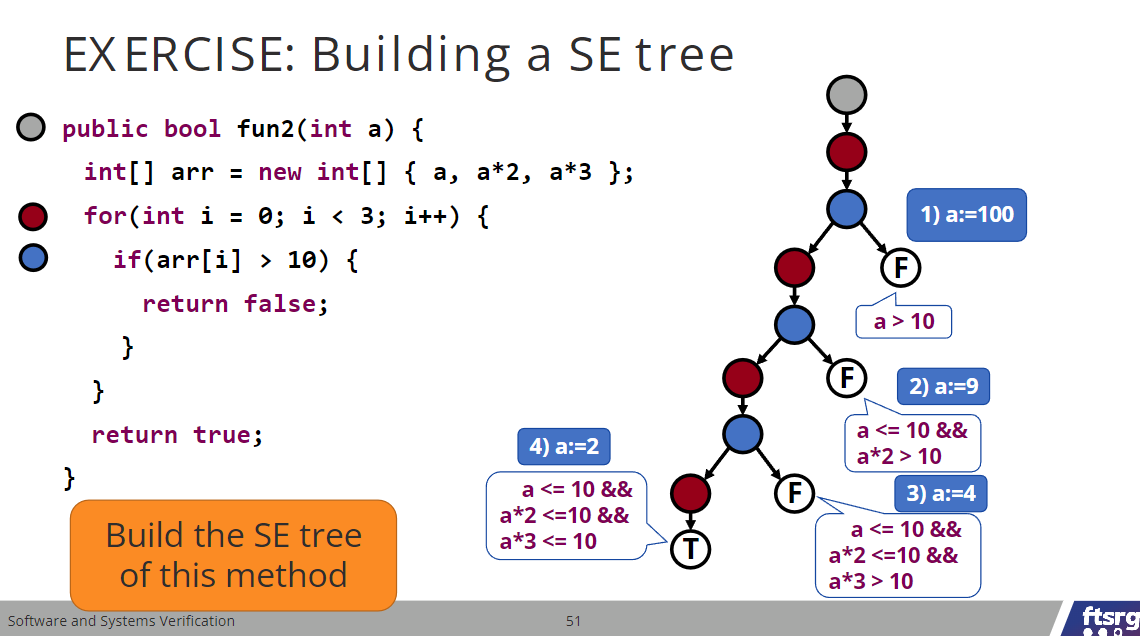 EXERCISE: Building a SE tree
public bool fun2(int a) {
int[] arr = new int[] { a, a*2, a*3 };
for(int i = 0; i < 3; i++) {
if(arr[i] > 10) {
return false;
}
}
return true;
}
Build the SE tree
of this method
1) a:=100
F
a > 10
F
2) a:=9
a <= 10 &&
a*2 > 10
4) a:=2
a <= 10 &&
a*2 <=10 &&
a*3 <= 10
T
F
3) a:=4
a <= 10 &&
a*2 <=10 &&
a*3 > 10
Software and Systems Verification
51
ftsrg